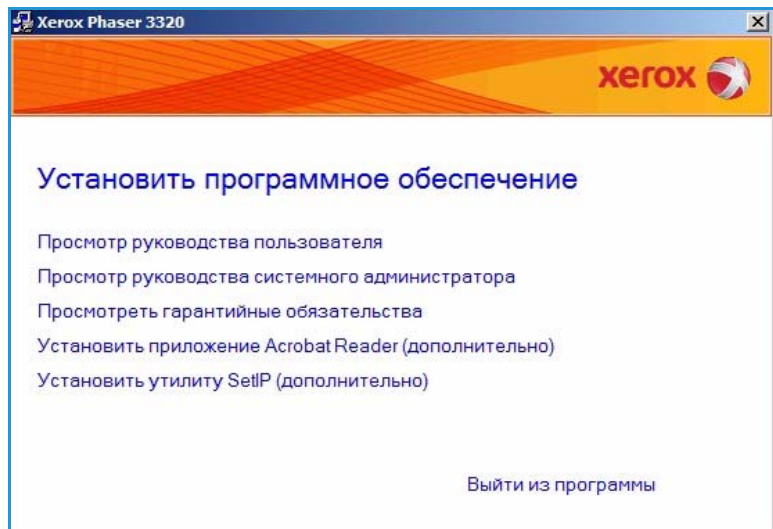 Xerox Phaser 3320
xerox
Установить программное обеспечение
Просмотр руководства пользователя
Просмотр руководства системного администратора
Просмотреть гарантийные обязательства
Установить приложение Acrobat Reader (дополнительно)
Установить утилиту SetIP (дополнительно)
Выйти из программы